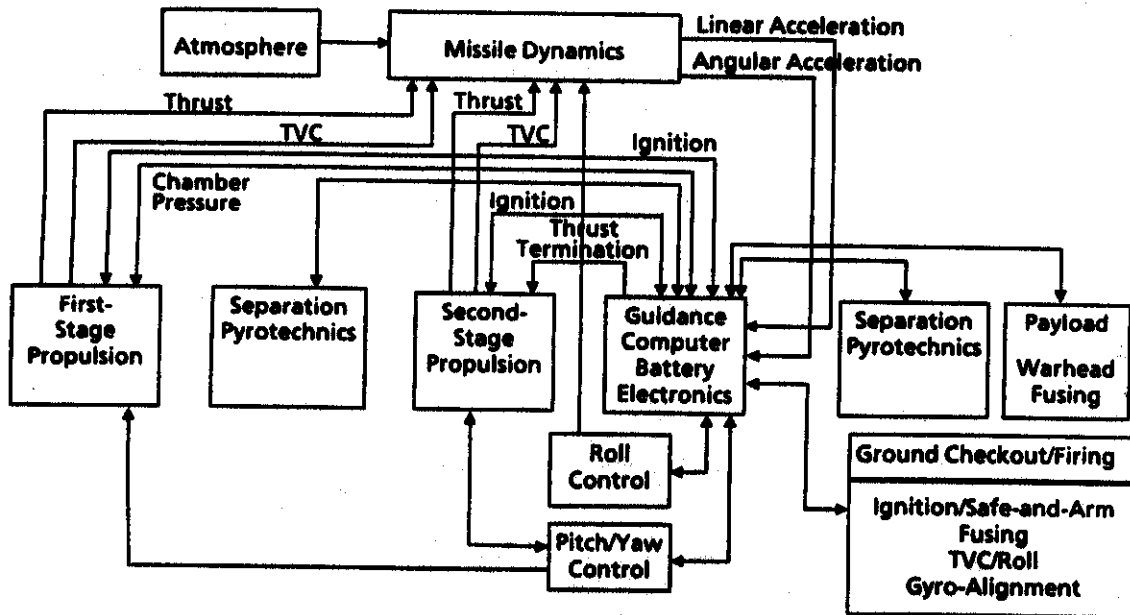 Linear Acceleration
Atmosphere
Missile Dynamics
Angular Acceleration
Thrust
Thrust
TVC
TVC
Ignition
Chamber
Pressure
Ignition
Thrust
Termination
First-
Stage
Propulsion
Separation
Pyrotechnics
Second-
Stage
Propulsion
Guidance
Computer
Battery
Electronics
Separation
Pyrotechnics
Payload
Warhead
Fusing
Roll
Control
Pitch/Yaw
Control
Ground Checkout/Firing
Ignition/Safe-and-Arm
Fusing
TVC/Roll
Gyro-Alignment